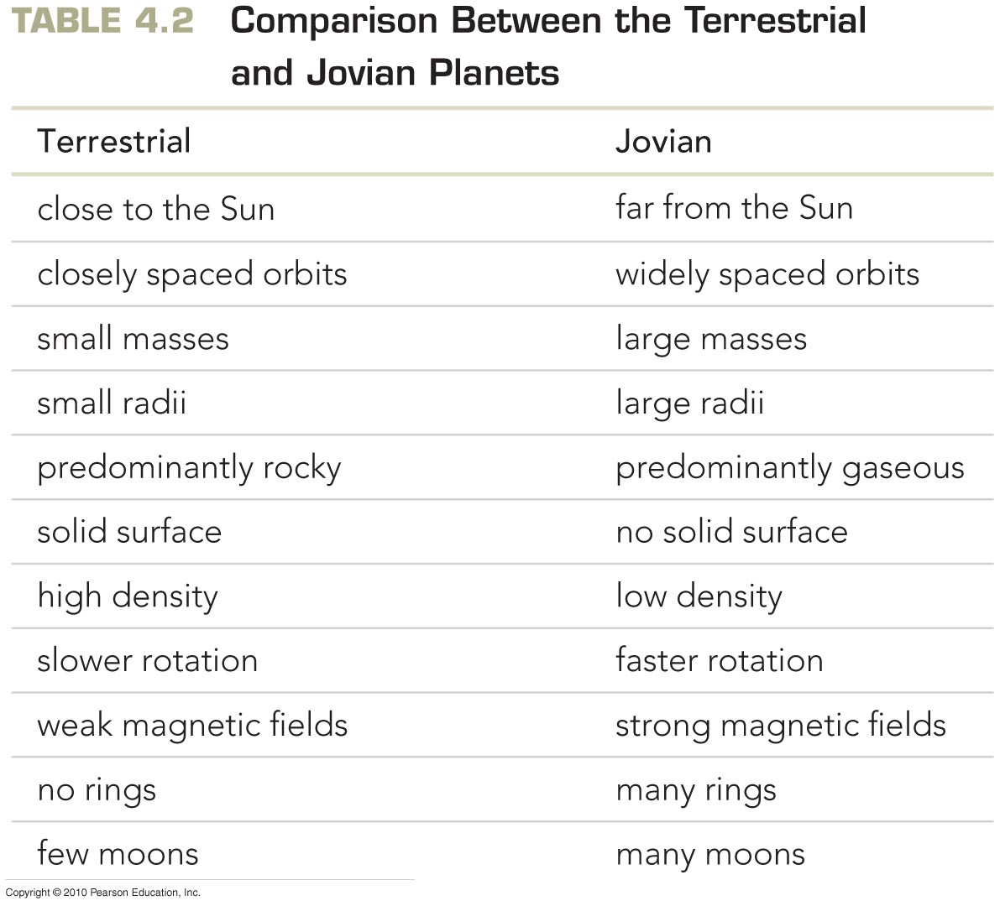 TABLE 4.2 Comparison Between the Terrestrial
and Jovian Planets
Terrestrial Jovian
close to the Sun far from the Sun
closely spaced orbits widely spaced orbits
small masses large masses
small radii large radii
predominantly rocky predominantly gaseous
solid surface no solid surface
high density low density
slower rotation faster rotation
weak magnetic fields strong magnetic fields
no rings many rings
few moons many moons
Copyright © 2010 Pearson Education, Inc.